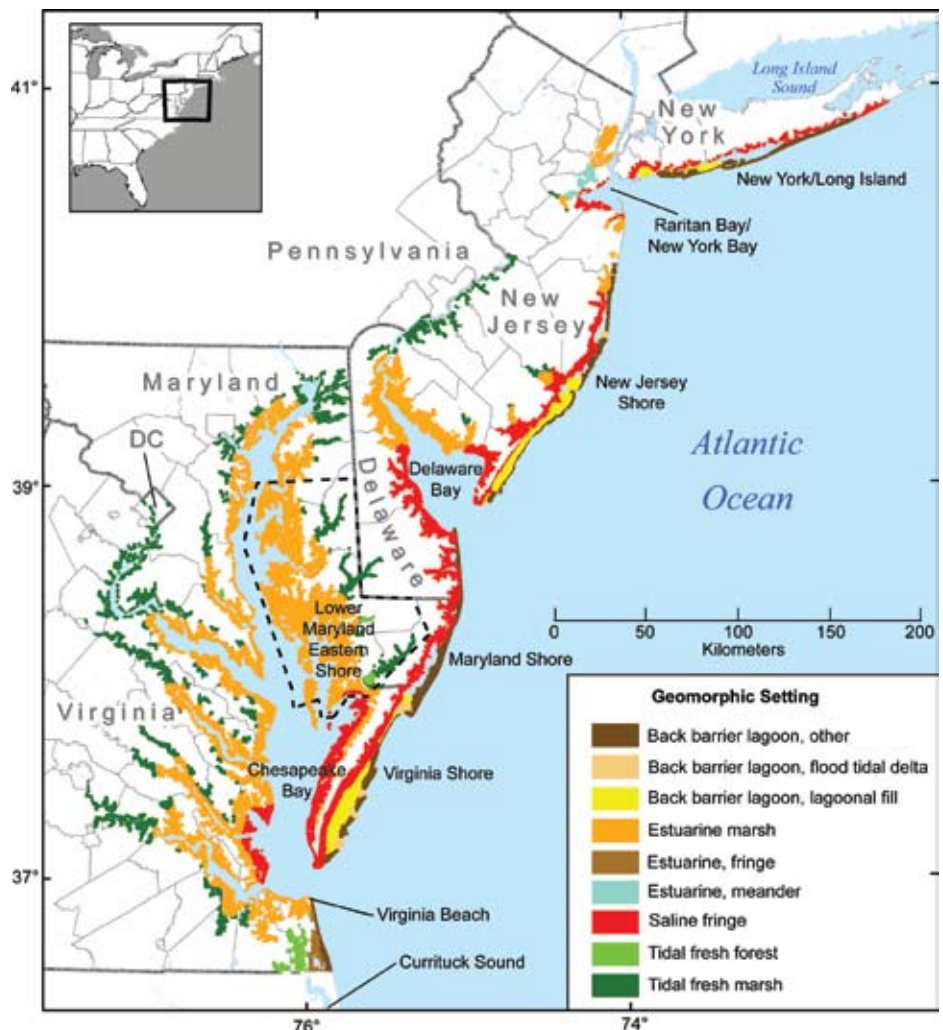 76°
74°
41°
Long Island
Sound
New
York
New York/Long Island
Raritan Bay/
New York Bay
Pennsylvania
New
Jersey
Maryland
New Jersey
Shore
DC
Delaware
Bay
Atlantic
Ocean
39°
Delaware
Lower
Maryland
Eastern
Shore
0 50 100 150 200
Kilometers
Maryland Shore
Virginia
Chesapeake
Bay
Virginia Shore
37°
Virginia Beach
Currituck Sound
Geomorphic Setting
Back barrier lagoon, other
Back barrier lagoon, flood tidal delta
Back barrier lagoon, lagoonal fill
Estuarine marsh
Estuarine, fringe
Estuarine, meander
Saline fringe
Tidal fresh forest
Tidal fresh marsh
76°
74°